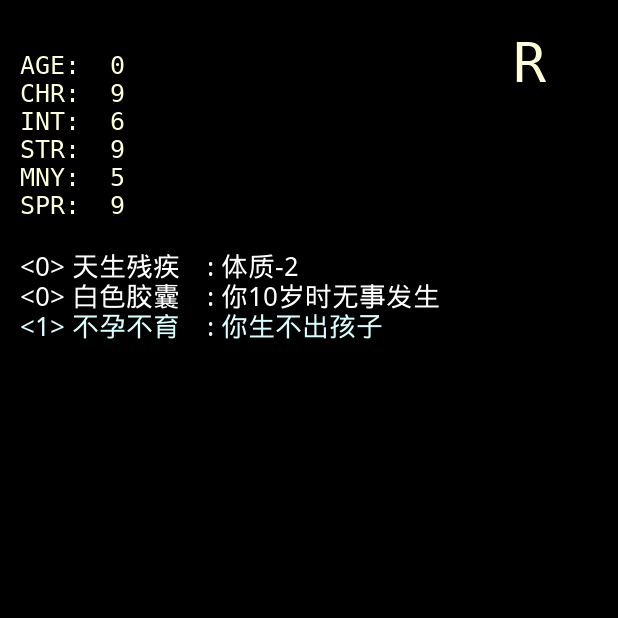 R
AGE: 0
CHR: 9
INT: 6
STR: 9
MNY: 5
SPR: 9
<0> 天生残疾 : 体质-2
<0> 白色胶囊 : 你10岁时无事发生
<1> 不孕不育 : 你生不出孩子